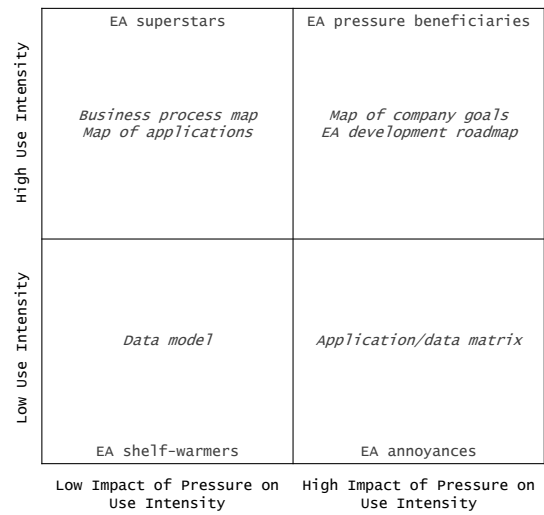 EA superstars
EA pressure beneficiaries
High Use Intensity
Business process map
Map of applications
Map of company goals
EA development roadmap
Low Use Intensity
Data model
Application/data matrix
EA shelf-warmers
EA annoyances
Low Impact of Pressure on
Use Intensity
High Impact of Pressure on
Use Intensity